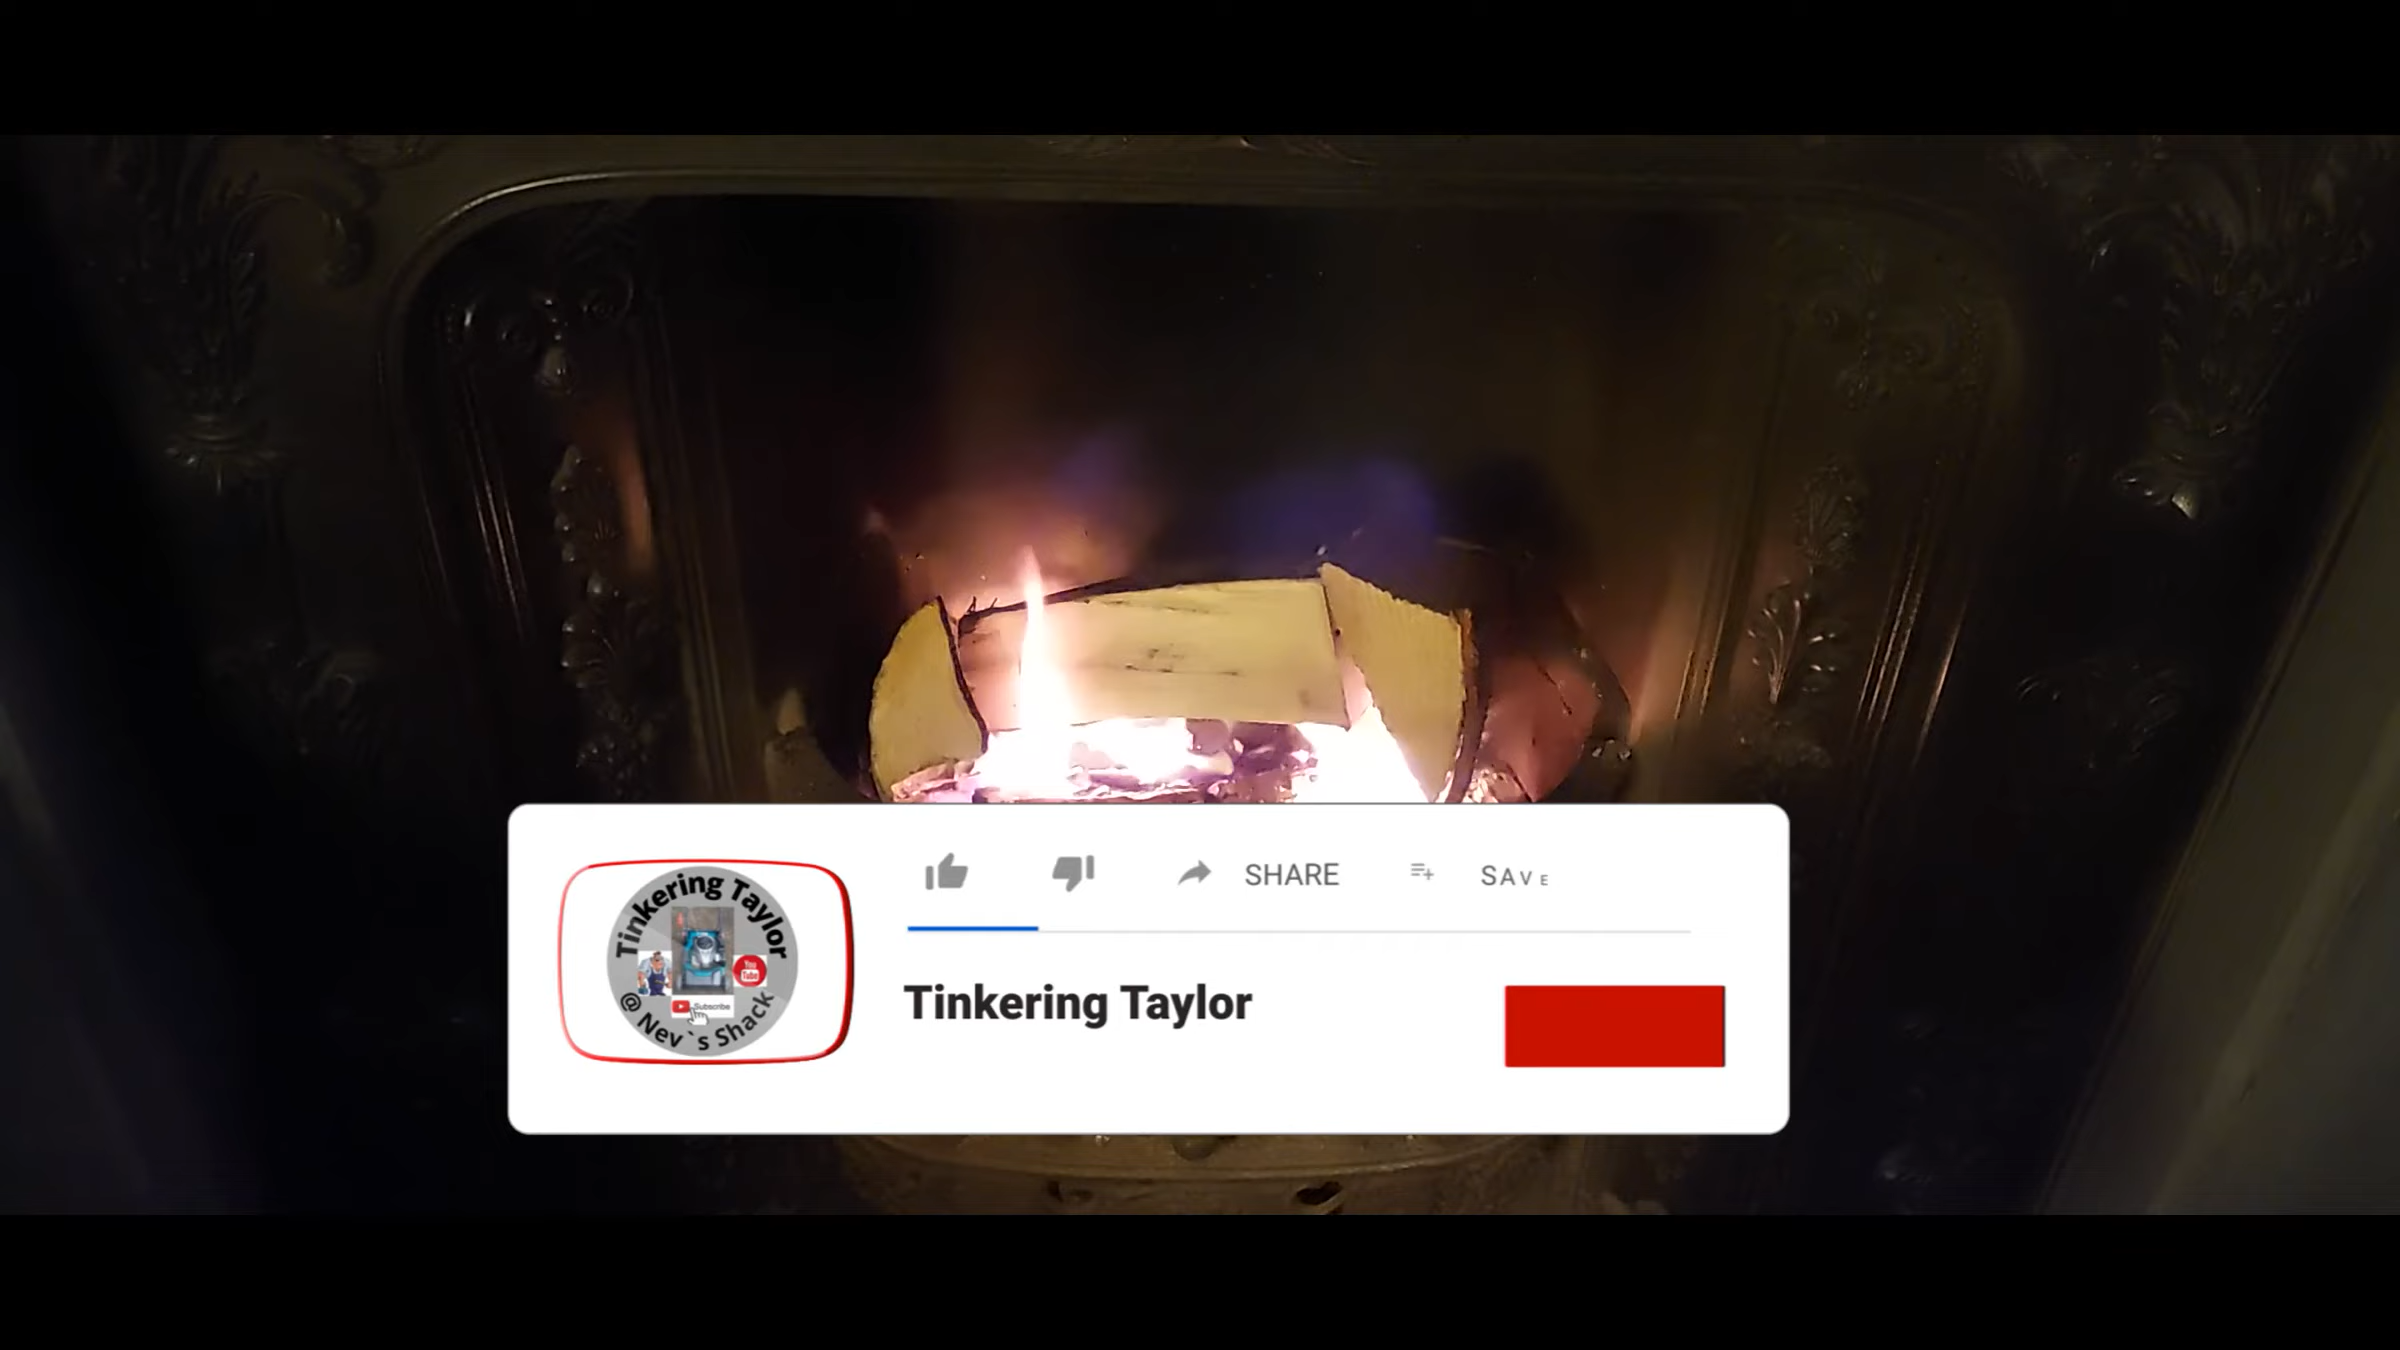 Tinkering Taylor
You
Tube
Subscribe
@ Nev`s Shack
SHARE
SAVE
Tinkering Taylor